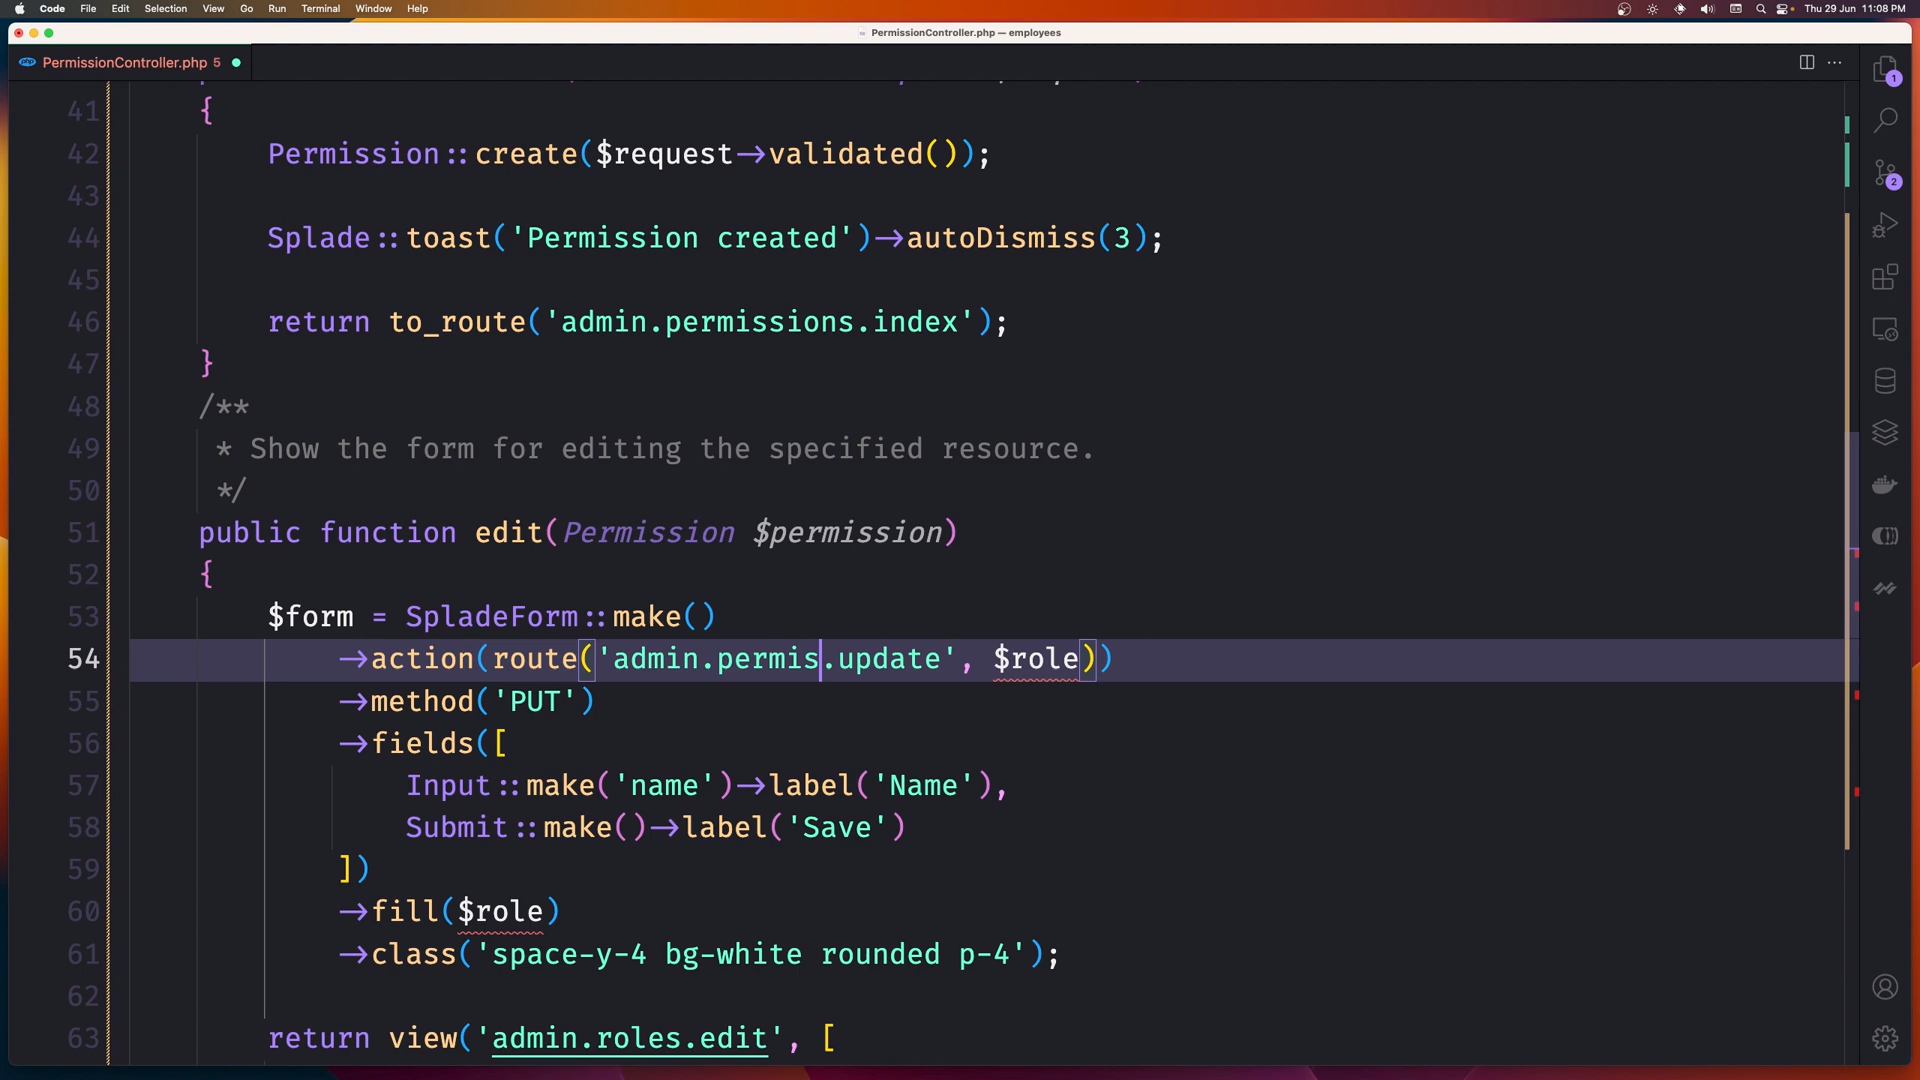 Code File Edit Selection View Go Run Terminal Window Help Thu 29 Jun 11:08 PM
PermissionController.php — employees
PermissionController.php 5
1
2
41 {
42 Permission::create($request->validated());
43
44 Splade::toast('Permission created')->autoDismiss(3);
45
46 return to_route('admin.permissions.index');
47 }
48 /**
49 * Show the form for editing the specified resource.
50 */
51 public function edit(Permission $permission)
52 {
53 $form = SpladeForm::make()
54 ->action(route('admin.permis.update', $role))
55 ->method('PUT')
56 ->fields([
57 Input::make('name')->label('Name'),
58 Submit::make()->label('Save')
59 ])
60 ->fill($role)
61 ->class('space-y-4 bg-white rounded p-4');
62
63 return view('admin.roles.edit', [